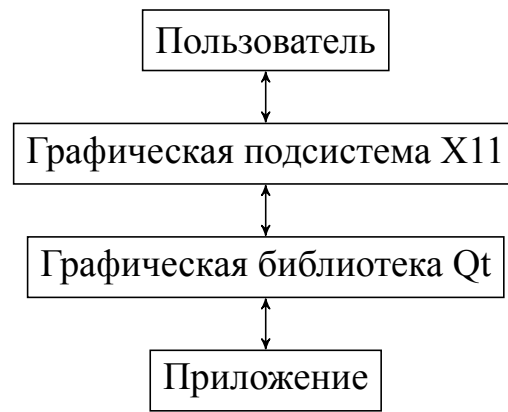 Пользователь
Графическая подсистема X11
Графическая библиотека Qt
Приложение